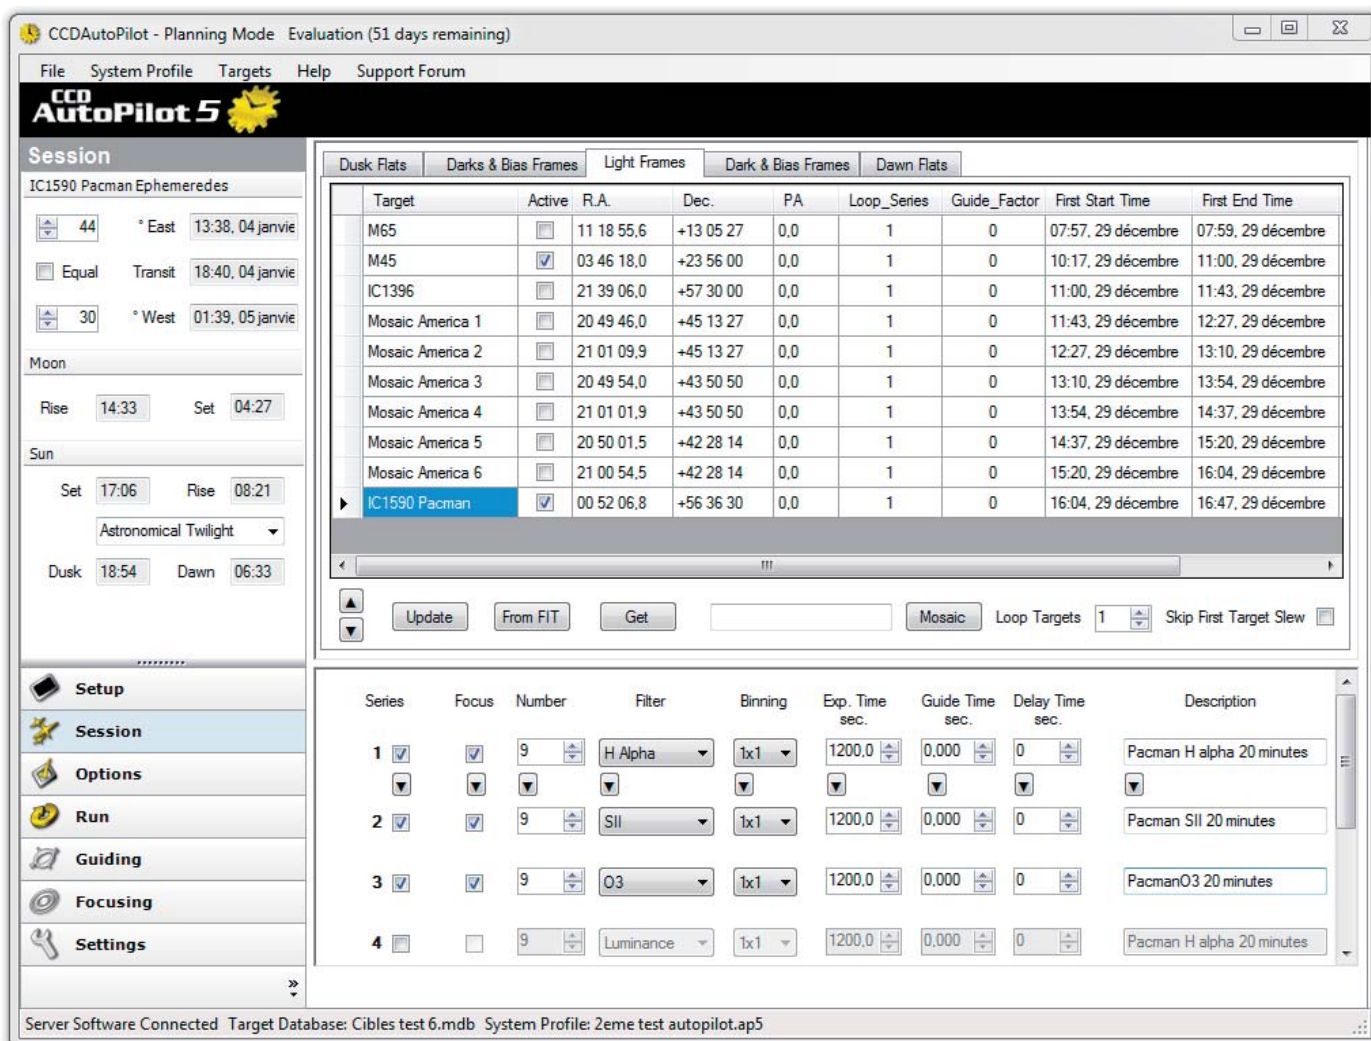 CCDAutoPilot - Planning Mode Evaluation (51 days remaining)
File System Profile Targets Help Support Forum
CCD
AutoPilot 5
Session
IC1590 Pacman Ephemeredes
44 ° East 13:38, 04 janvie
Equal Transit 18:40, 04 janvie
30 ° West 01:39, 05 janvie
Moon
Rise 14:33 Set 04:27
Sun
Set 17:06 Rise 08:21
Astronomical Twilight
Dusk 18:54 Dawn 06:33
Setup
Session
Options
Run
Guiding
Focusing
Settings
Dusk Flats Darks & Bias Frames Light Frames Dark & Bias Frames Dawn Flats
Target Active R.A. Dec. PA Loop_Series Guide_Factor First Start Time First End Time
M65 11 18 55,6 +13 05 27 0,0 1 0 07:57, 29 décembre 07:59, 29 décembre
M45 03 46 18,0 +23 56 00 0,0 1 0 10:17, 29 décembre 11:00, 29 décembre
IC1396 21 39 06,0 +57 30 00 0,0 1 0 11:00, 29 décembre 11:43, 29 décembre
Mosaic America 1 20 49 46,0 +45 13 27 0,0 1 0 11:43, 29 décembre 12:27, 29 décembre
Mosaic America 2 21 01 09,9 +45 13 27 0,0 1 0 12:27, 29 décembre 13:10, 29 décembre
Mosaic America 3 20 49 54,0 +43 50 50 0,0 1 0 13:10, 29 décembre 13:54, 29 décembre
Mosaic America 4 21 01 01,9 +43 50 50 0,0 1 0 13:54, 29 décembre 14:37, 29 décembre
Mosaic America 5 20 50 01,5 +42 28 14 0,0 1 0 14:37, 29 décembre 15:20, 29 décembre
Mosaic America 6 21 00 54,5 +42 28 14 0,0 1 0 15:20, 29 décembre 16:04, 29 décembre
IC1590 Pacman 00 52 06,8 +56 36 30 0,0 1 0 16:04, 29 décembre 16:47, 29 décembre
Update From FIT Get Mosaic Loop Targets 1 Skip First Target Slew
Series Focus Number Filter Binning Exp. Time sec. Guide Time sec. Delay Time sec. Description
1 9 H Alpha 1x1 1200,0 0,000 0 Pacman H alpha 20 minutes
2 9 SII 1x1 1200,0 0,000 0 Pacman SII 20 minutes
3 9 O3 1x1 1200,0 0,000 0 PacmanO3 20 minutes
4 9 Luminance 1x1 1200,0 0,000 0 Pacman H alpha 20 minutes
Server Software Connected Target Database: Cibles test 6.mdb System Profile: 2eme test autopilot.ap5